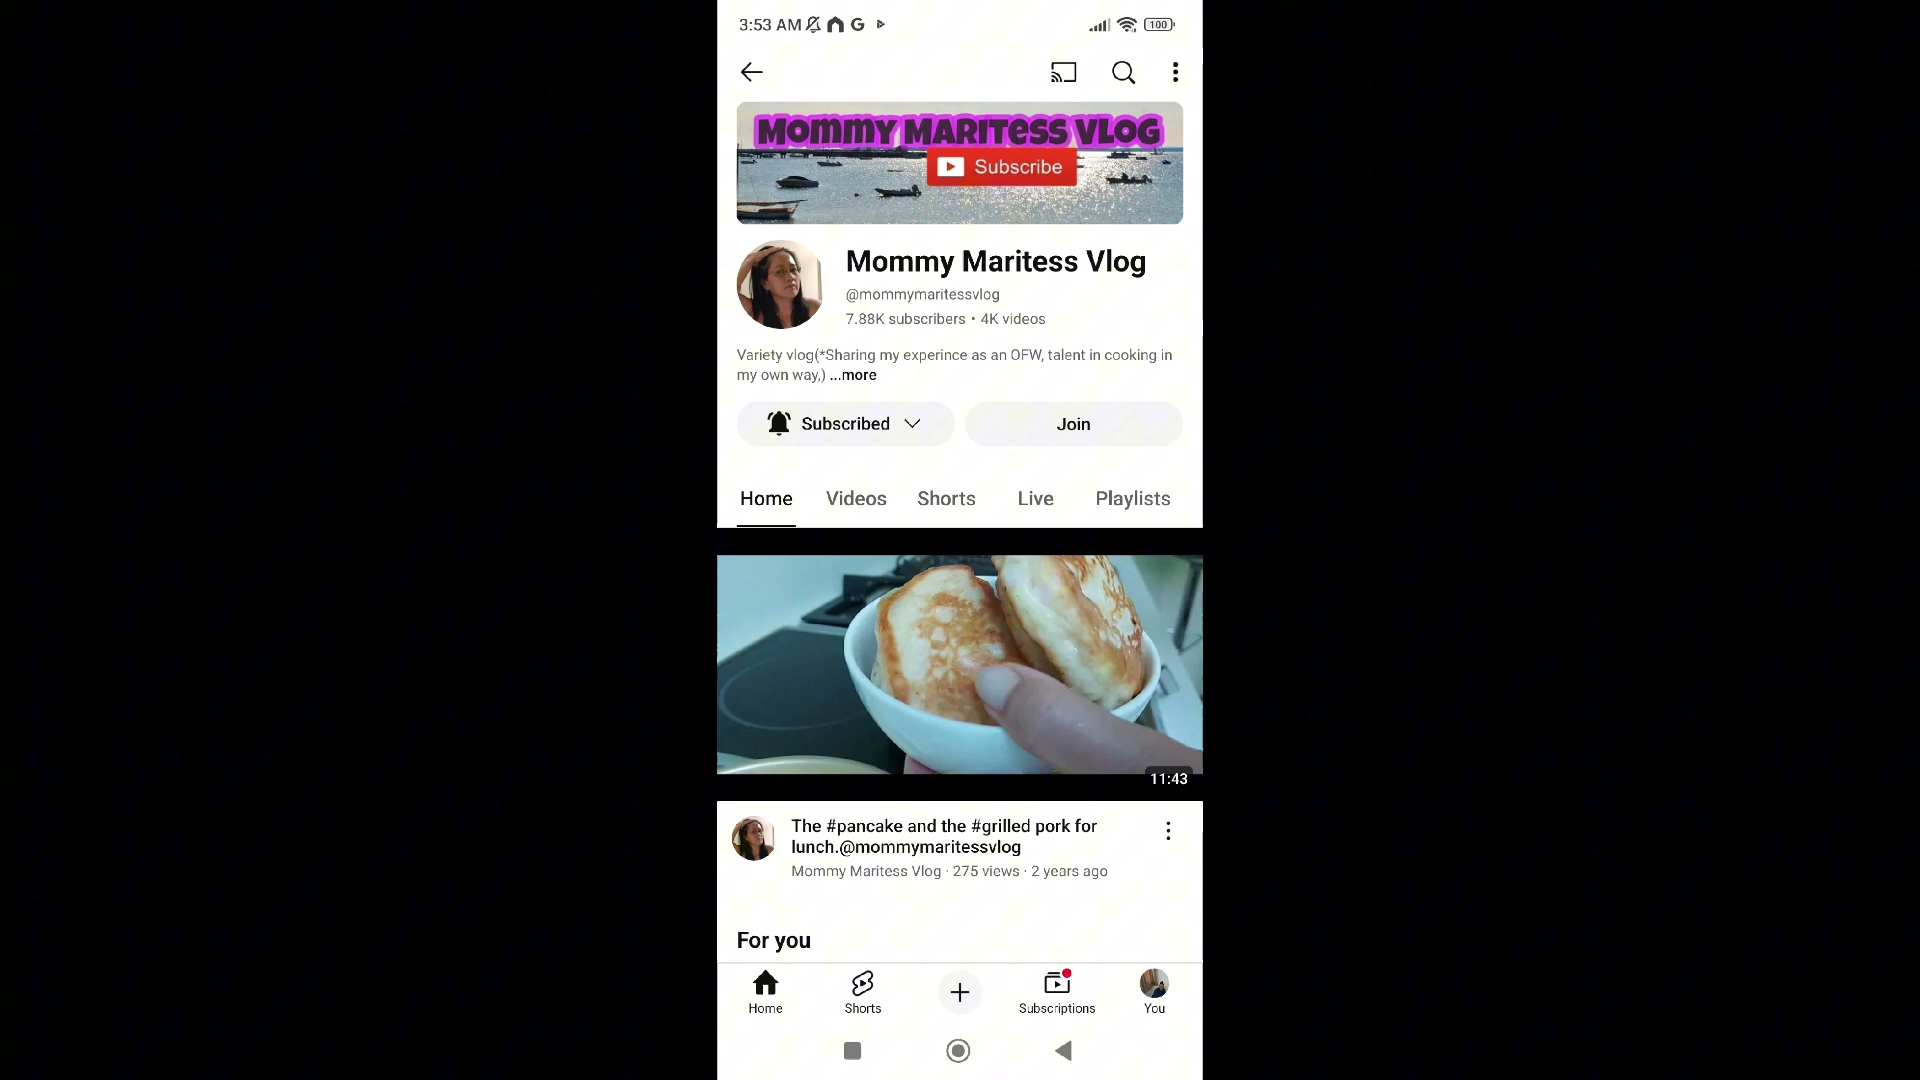 3:53 AM
100
Mommy Maritess Vlog
Subscribe
Mommy Maritess Vlog
@mommymaritessvlog
7.88K subscribers • 4K videos
Variety vlog(*Sharing my experince as an OFW, talent in cooking in
my own way,) ...more
Subscribed
Join
Home Videos Shorts Live Playlists
11:43
The #pancake and the #grilled pork for
lunch.@mommymaritessvlog
Mommy Maritess Vlog · 275 views · 2 years ago
For you
Home Shorts Subscriptions You